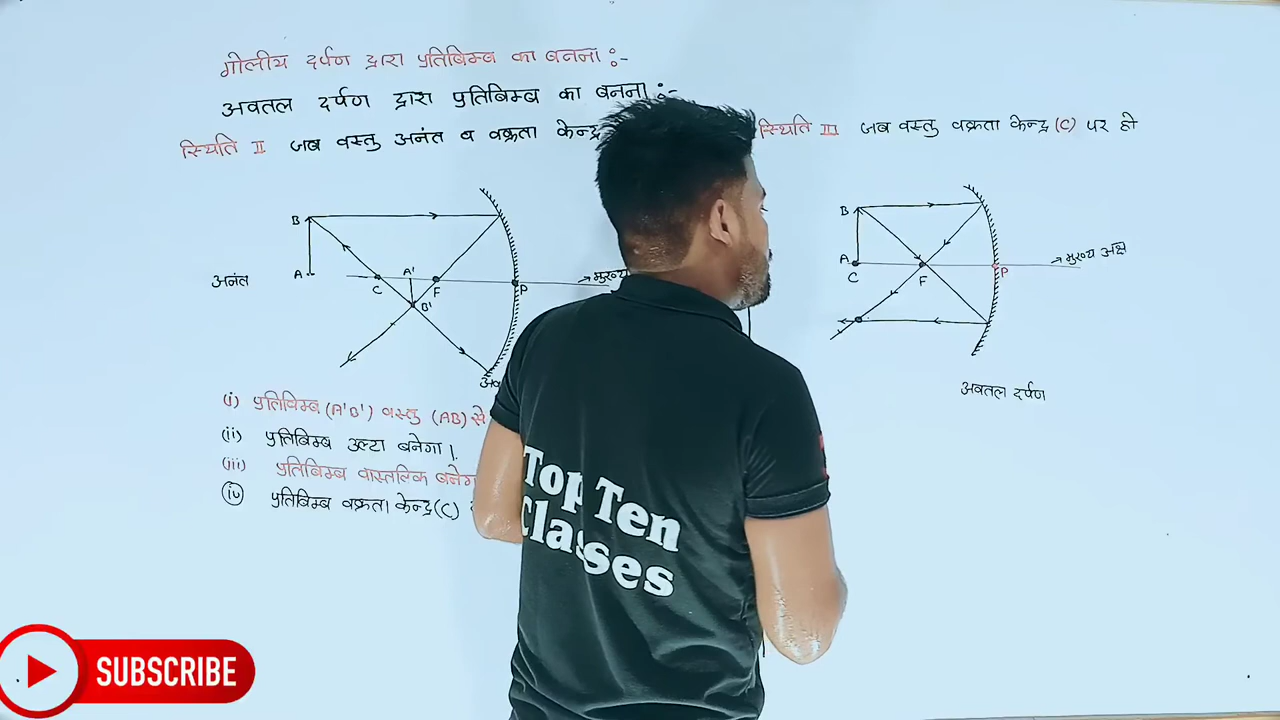 गोलीय दर्पण द्वारा प्रतिबिम्ब का बनना :-
अवतल दर्पण द्वारा प्रतिबिम्ब का बनना :-
स्थिति II जब वस्तु अनंत व वक्रता केन्द्र
स्थिति III जब वस्तु वक्रता केन्द्र (C) पर हो
B
A
अनंत
C
A'
B'
F
P
→ मुख्य
B
A
C
F
P
→ मुख्य अक्ष
अवतल दर्पण
(i) प्रतिबिम्ब (A'B') वस्तु (AB) से
(ii) प्रतिबिम्ब उल्टा बनेगा।
(iii) प्रतिबिम्ब वास्तविक बनेगा
(iv) प्रतिबिम्ब वक्रता केन्द्र (C)
Top Ten
Classes
SUBSCRIBE